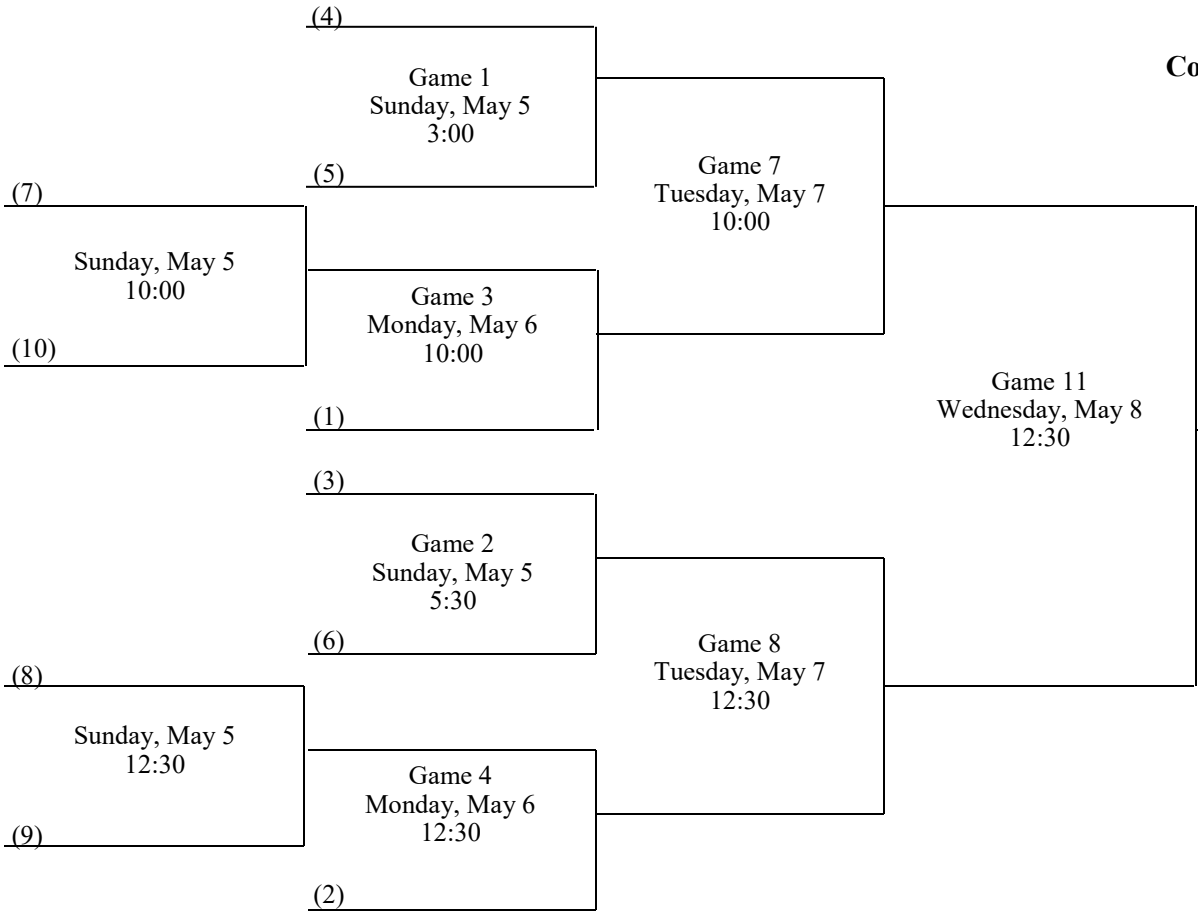 (4)
Co
Game 1
Sunday, May 5
3:00
(5)
Game 7
Tuesday, May 7
10:00
(7)
Sunday, May 5
10:00
(10)
Game 3
Monday, May 6
10:00
(1)
Game 11
Wednesday, May 8
12:30
(3)
Game 2
Sunday, May 5
5:30
(6)
Game 8
Tuesday, May 7
12:30
(8)
Sunday, May 5
12:30
(9)
Game 4
Monday, May 6
12:30
(2)